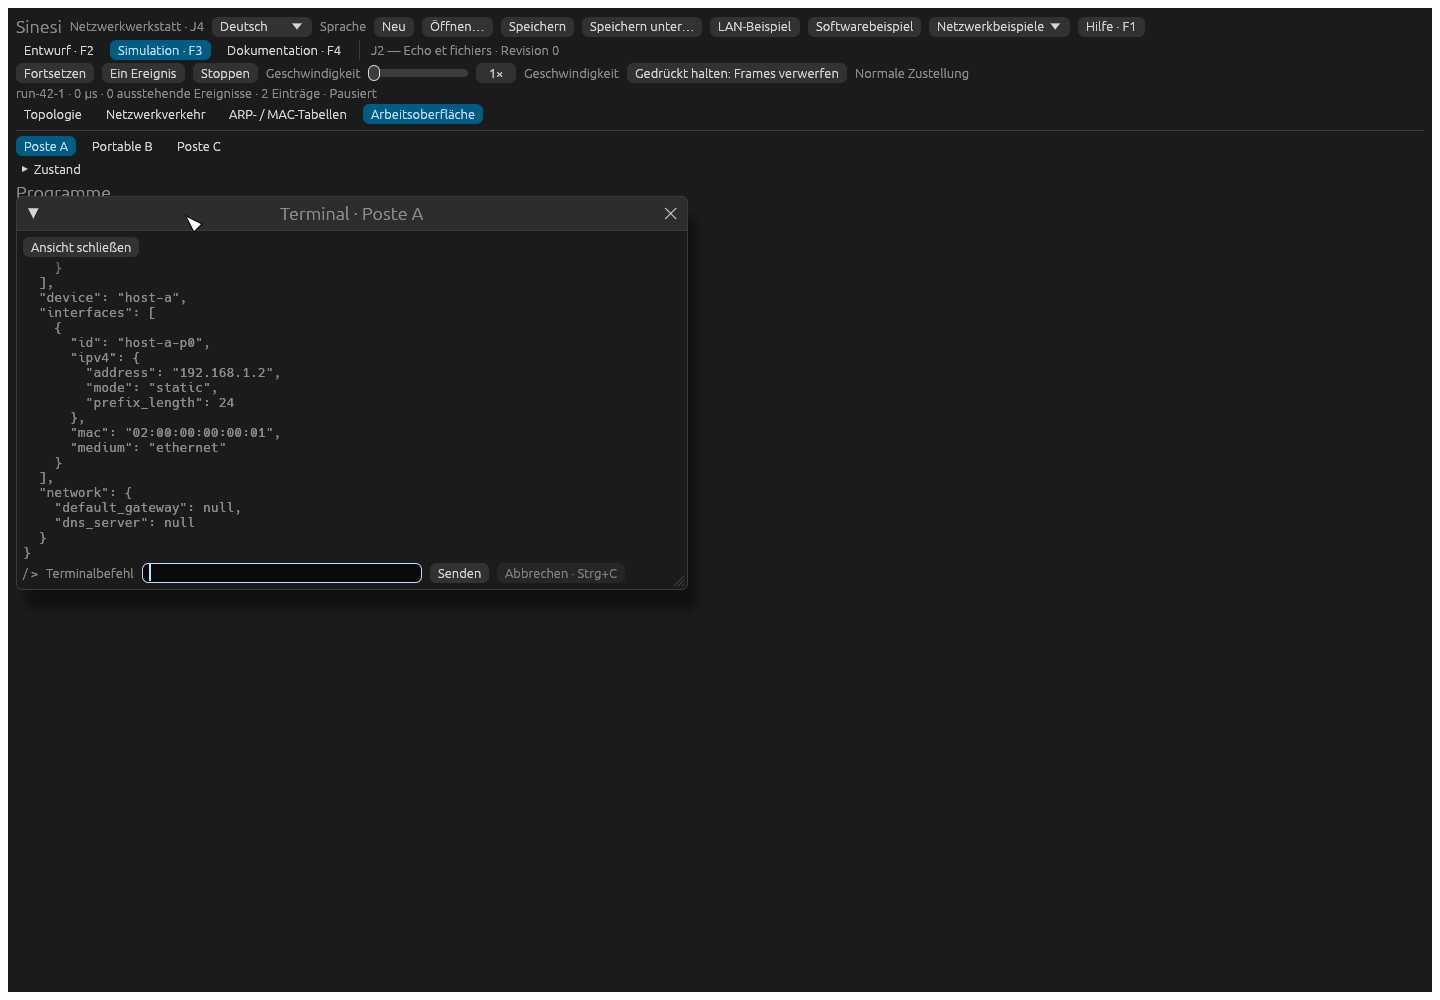 Sinesi Netzwerkwerkstatt · J4 Deutsch Sprache Neu Öffnen… Speichern Speichern unter… LAN-Beispiel Softwarebeispiel Netzwerkbeispiele Hilfe · F1
Entwurf · F2 Simulation · F3 Dokumentation · F4 J2 — Echo et fichiers · Revision 0
Fortsetzen Ein Ereignis Stoppen Geschwindigkeit 1× Geschwindigkeit Gedrückt halten: Frames verwerfen Normale Zustellung
run-42-1 · 0 µs · 0 ausstehende Ereignisse · 2 Einträge · Pausiert
Topologie Netzwerkverkehr ARP- / MAC-Tabellen Arbeitsoberfläche
Poste A Portable B Poste C
Zustand
Programme
Terminal · Poste A
Ansicht schließen
    }
  ],
  "device": "host-a",
  "interfaces": [
    {
      "id": "host-a-p0",
      "ipv4": {
        "address": "192.168.1.2",
        "mode": "static",
        "prefix_length": 24
      },
      "mac": "02:00:00:00:00:01",
      "medium": "ethernet"
    }
  ],
  "network": {
    "default_gateway": null,
    "dns_server": null
  }
}
/ > Terminalbefehl Senden Abbrechen · Strg+C